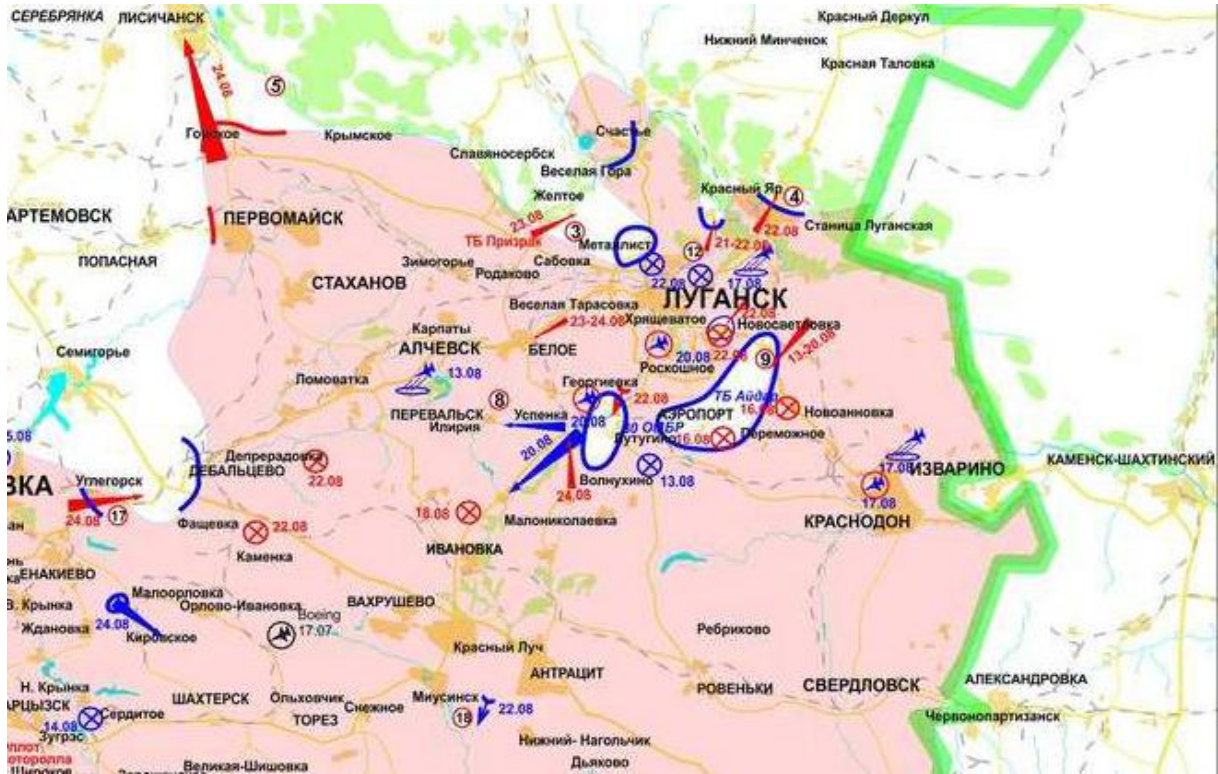 СЕРЕБРЯНКА
ЛИСИЧАНСК
Красный Деркул
Нижний Минченок
Красная Таловка
24.08
5
Горское
Крымское
Счастье
Славяносербск
Веселая Гора
Желтое
Красный Яр
4
АРТЕМОВСК
ПЕРВОМАЙСК
23.08
22.08
Станица Луганская
ТБ Призрак
3
Металлист
12
21-22.08
ПОПАСНАЯ
Зимогорье
Сабовка
Родаково
СТАХАНОВ
22.08
17.08
ЛУГАНСК
Веселая Тарасовка
23-24.08
Хрящеватое
22.08
Новосветловка
Карпаты
АЛЧЕВСК
БЕЛОЕ
20.08
22.08
9
13-20.08
Семигорье
Роскошное
Ломоватка
13.08
Георгиевка
22.08
ТБ Айдар
8
ПЕРЕВАЛЬСК
Успенка
20.08
АЭРОПОРТ
16.08
Новоанновка
Илирия
Лутугино
16.08
Переможное
5.08
20.08
Депрерадовка
ДЕБАЛЬЦЕВО
22.08
17.08
ИЗВАРИНО
КАМЕНСК-ШАХТИНСКИЙ
ВКА
Углегорск
Волнухино
13.08
24.08
17.08
24.08
17
Фащевка
22.08
18.08
Малониколаевка
КРАСНОДОН
Каменка
ИВАНОВКА
ЕНАКИЕВО
Малоорловка
В. Крынка
Орлово-Ивановка
ВАХРУШЕВО
Boeing
17.07
Ждановка
24.08
Кировское
Ребриково
Красный Луч
АНТРАЦИТ
Н. Крынка
ШАХТЕРСК
Ольховчик
Миусинск
РОВЕНЬКИ
СВЕРДЛОВСК
АЛЕКСАНДРОВКА
АРЦЫЗСК
Сердитое
Снежное
22.08
14.08
ТОРЕЗ
18
Червонопартизанск
Зугрэс
Нижний- Нагольчик
Дьяково
Великая-Шишовка